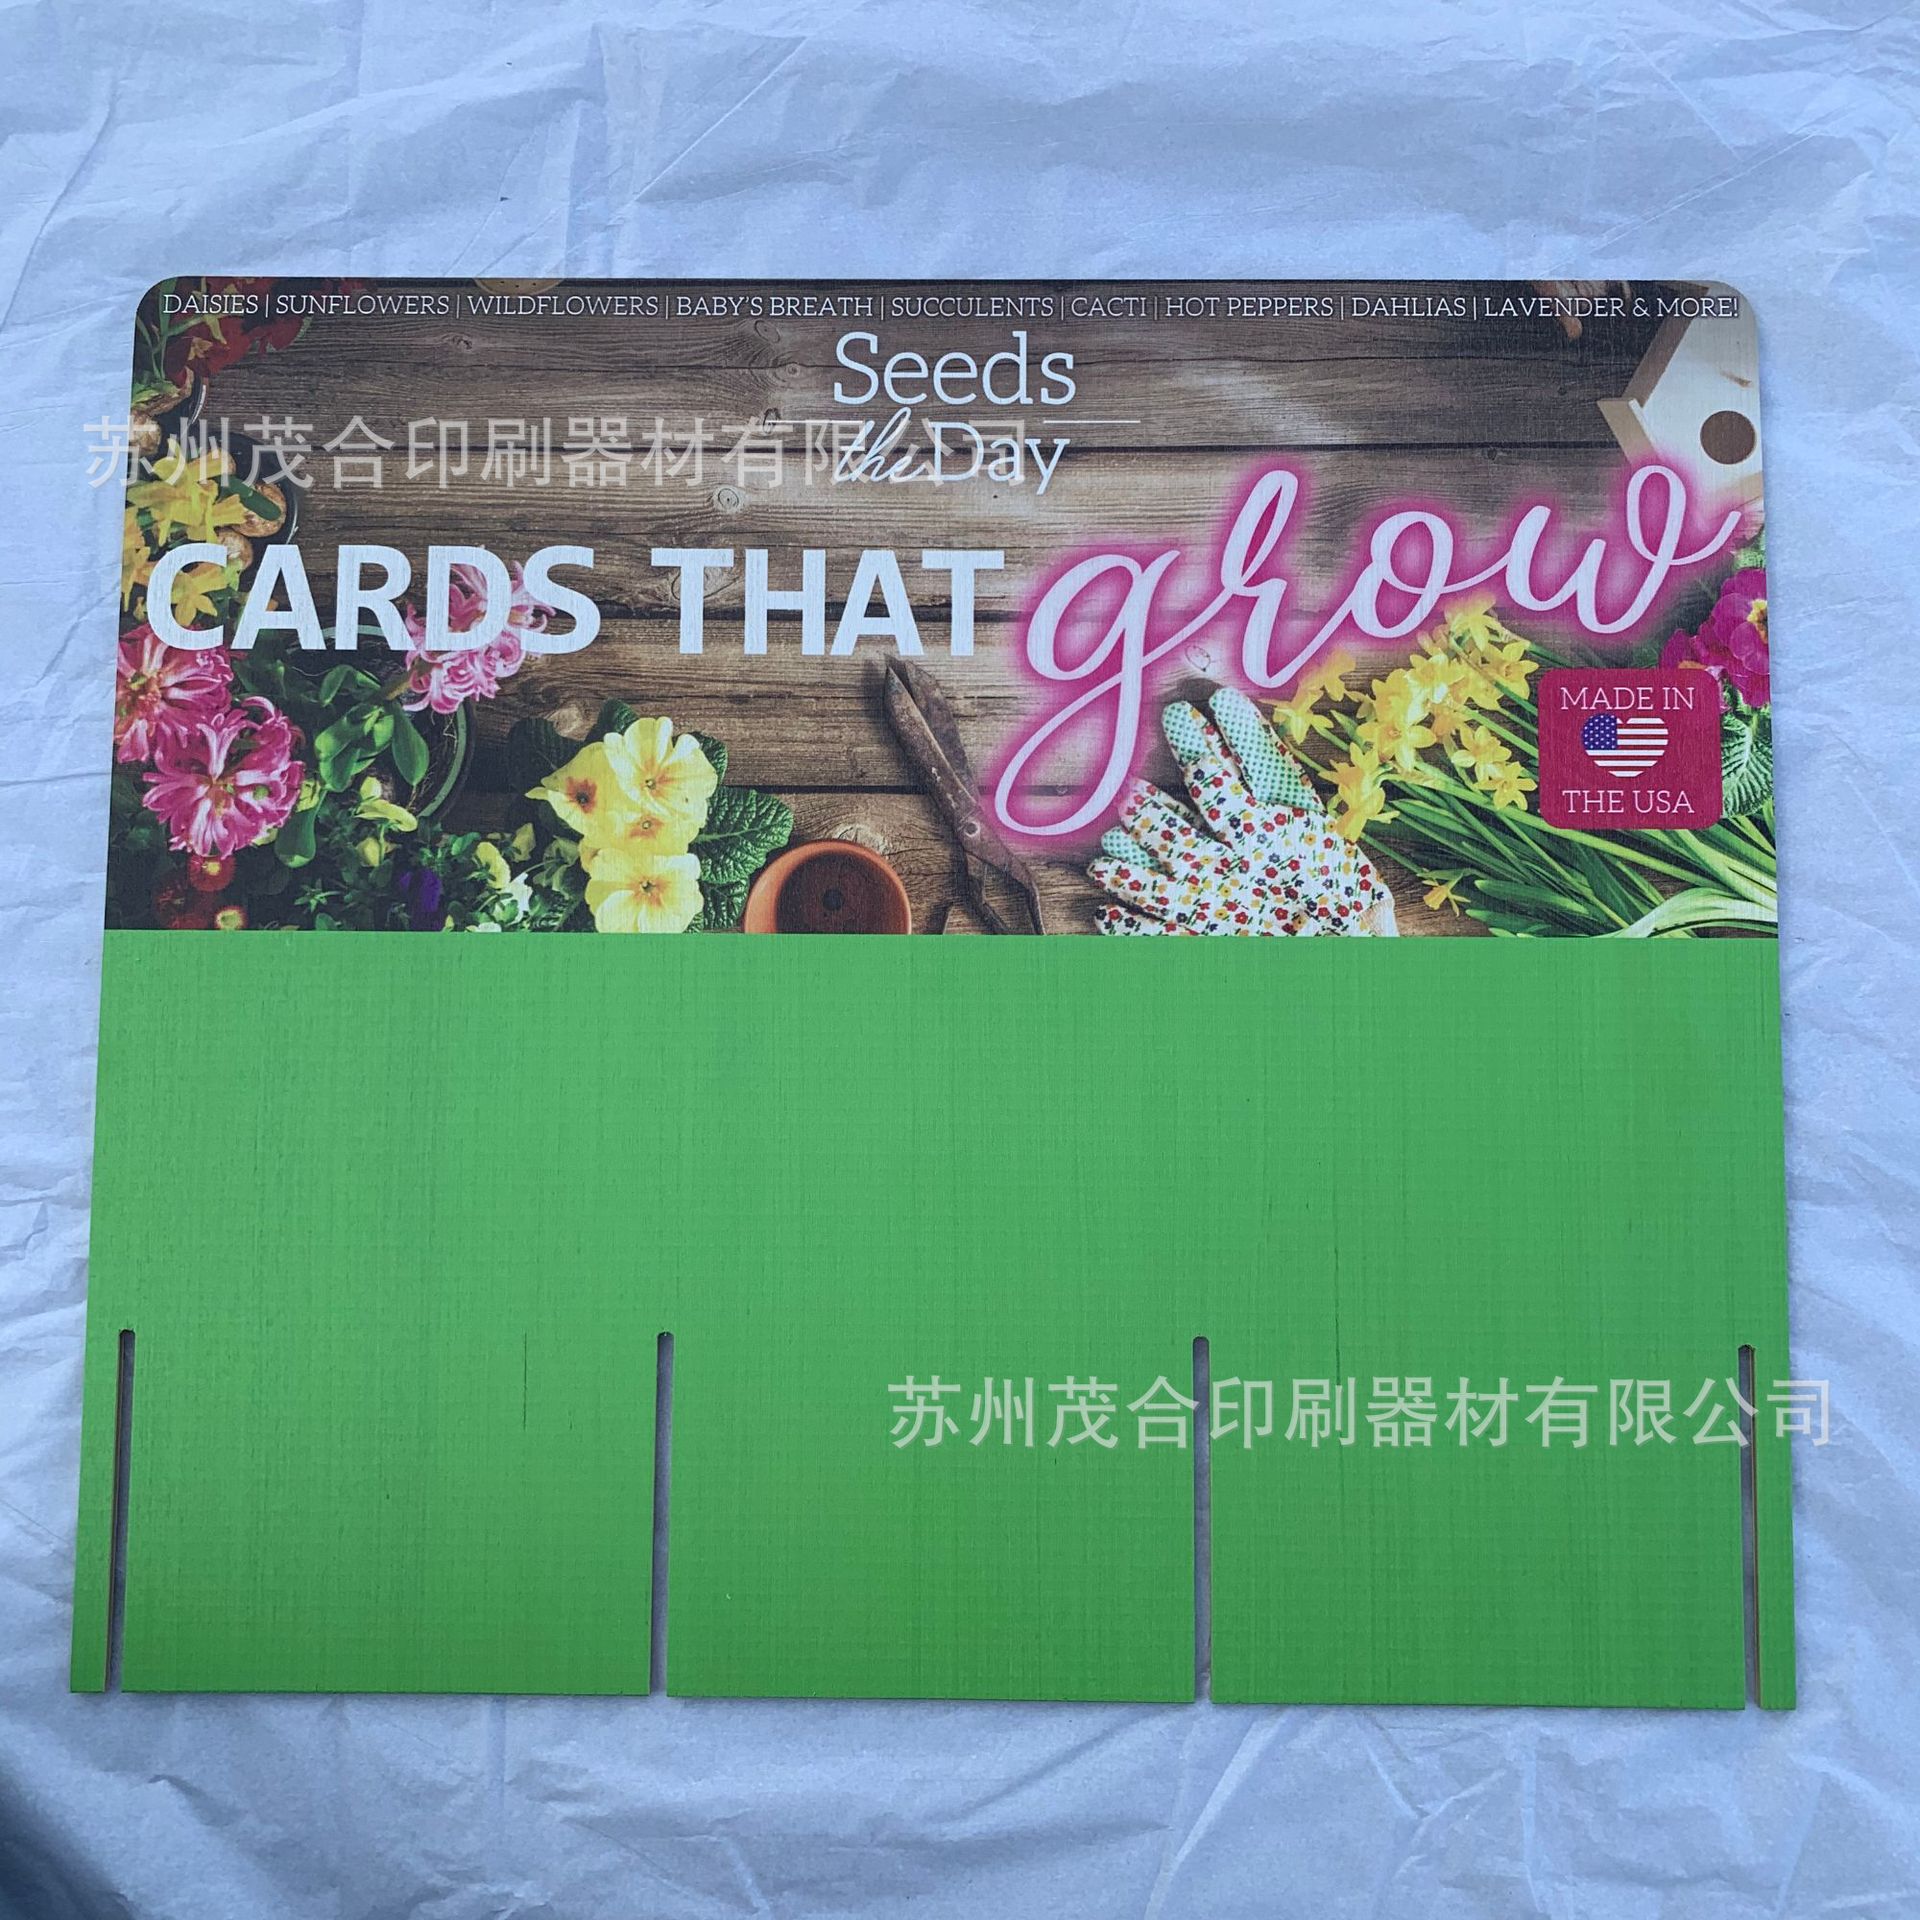 DAISIES | SUNFLOWERS | WILDFLOWERS | BABY'S BREATH | SUCCULENTS | CACTI | HOT PEPPERS | DAHLIAS | LAVENDER & MORE!
Seeds
the Day
苏州茂合印刷器材有限公司
CARDS THAT grow
MADE IN
THE USA
苏州茂合印刷器材有限公司